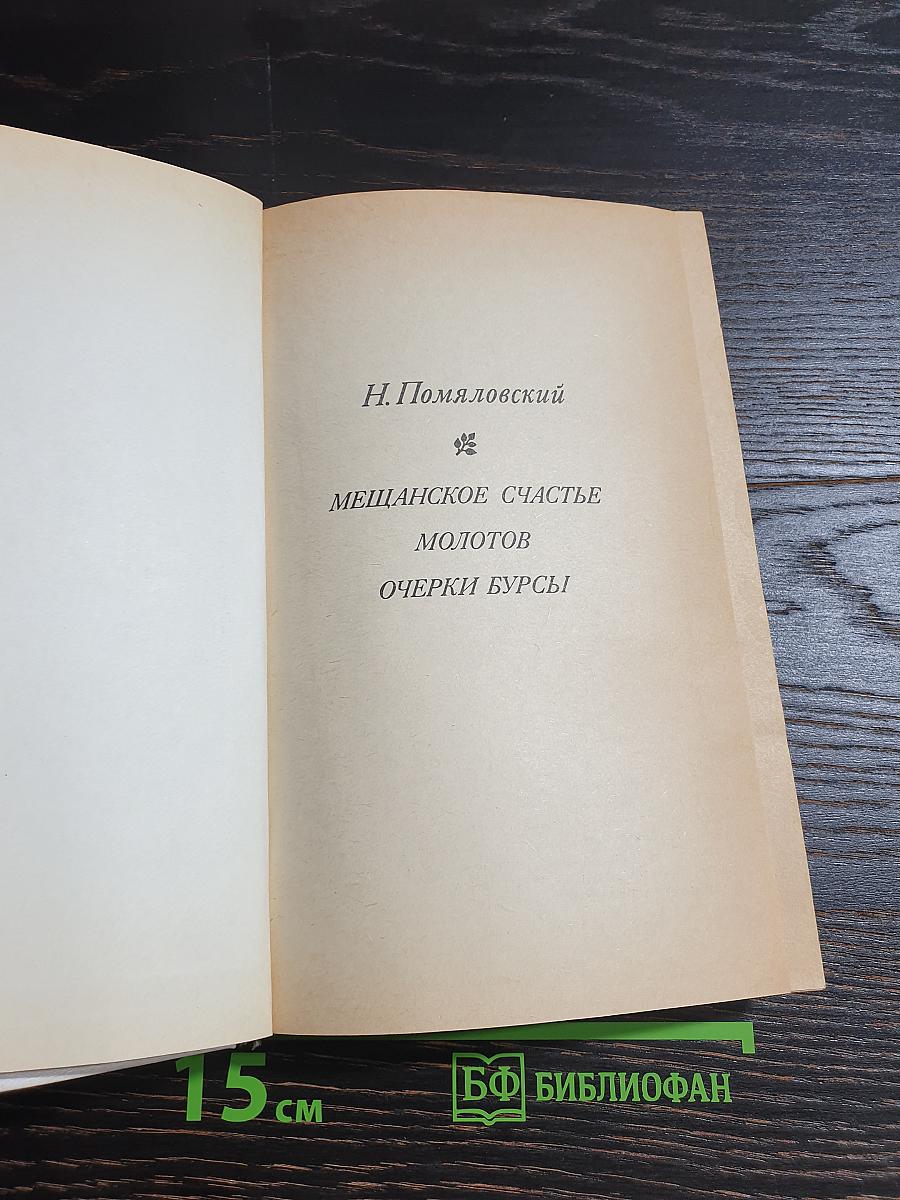 Н. Помяловский
МЕЩАНСКОЕ СЧАСТЬЕ
МОЛОТОВ
ОЧЕРКИ БУРСЫ
15 см
БФ БИБЛИОФАН